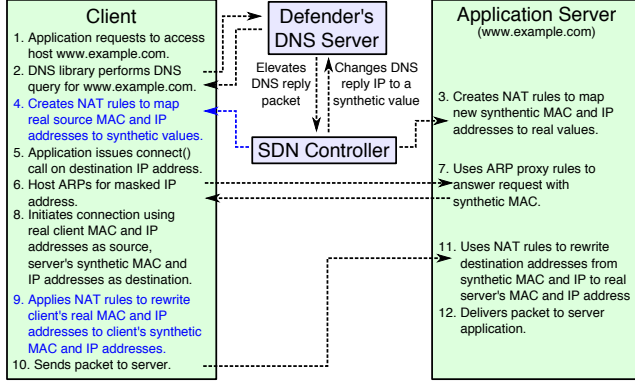 Client
1. Application requests to access
host www.example.com.
2. DNS library performs DNS
query for www.example.com.
4. Creates NAT rules to map
real source MAC and IP
addresses to synthetic values.
5. Application issues connect()
call on destination IP address.
6. Host ARPs for masked IP
address.
8. Initiates connection using
real client MAC and IP
addresses as source,
server's synthetic MAC and
IP addresses as destination.
9. Applies NAT rules to rewrite
client's real MAC and IP
addresses to client's synthetic
MAC and IP addresses.
10. Sends packet to server.
Defender's
DNS Server
Elevates
DNS reply
packet
Changes DNS
reply IP to a
synthetic value
SDN Controller
Application Server
(www.example.com)
3. Creates NAT rules to map
new synthentic MAC and IP
addresses to real values.
7. Uses ARP proxy rules to
answer request with
synthetic MAC.
11. Uses NAT rules to rewrite
destination addresses from
synthetic MAC and IP to real
server's MAC and IP address
12. Delivers packet to server
application.